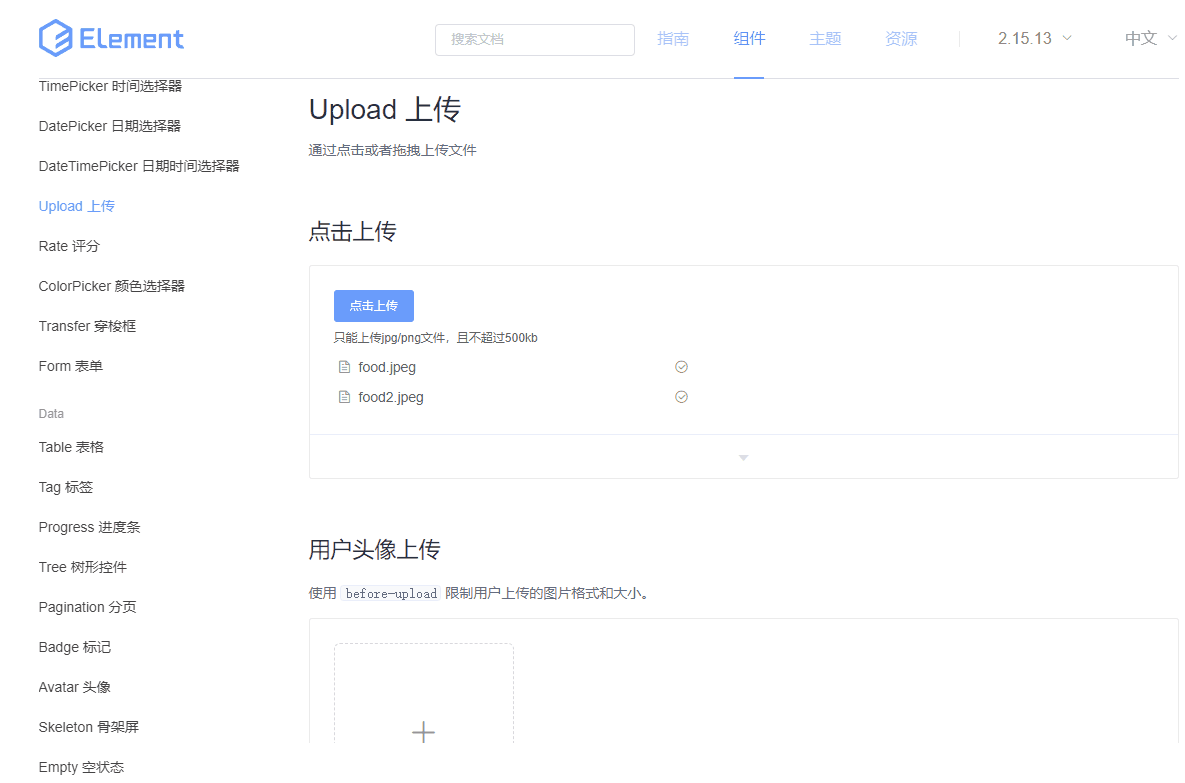 Element
搜索文档
指南
组件
主题
资源
2.15.13
中文
TimePicker 时间选择器
DatePicker 日期选择器
DateTimePicker 日期时间选择器
Upload 上传
Rate 评分
ColorPicker 颜色选择器
Transfer 穿梭框
Form 表单
Data
Table 表格
Tag 标签
Progress 进度条
Tree 树形控件
Pagination 分页
Badge 标记
Avatar 头像
Skeleton 骨架屏
Empty 空状态
Upload 上传
通过点击或者拖拽上传文件
点击上传
点击上传
只能上传jpg/png文件，且不超过500kb
food.jpeg
food2.jpeg
用户头像上传
使用 before-upload 限制用户上传的图片格式和大小。